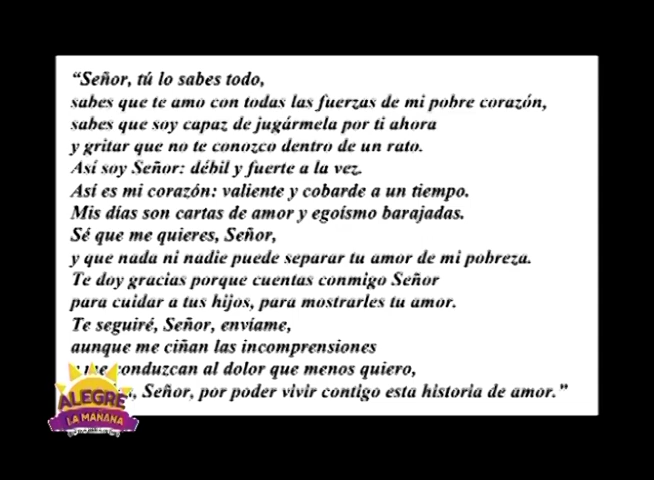 “Señor, tú lo sabes todo,
sabes que te amo con todas las fuerzas de mi pobre corazón,
sabes que soy capaz de jugármela por ti ahora
y gritar que no te conozco dentro de un rato.
Así soy Señor: débil y fuerte a la vez.
Así es mi corazón: valiente y cobarde a un tiempo.
Mis días son cartas de amor y egoísmo barajadas.
Sé que me quieres, Señor,
y que nada ni nadie puede separar tu amor de mi pobreza.
Te doy gracias porque cuentas conmigo Señor
para cuidar a tus hijos, para mostrarles tu amor.
Te seguiré, Señor, envíame,
aunque me ciñan las incomprensiones
me conduzcan al dolor que menos quiero,
Señor, por poder vivir contigo esta historia de amor.”
ALEGRE
LA MAÑANA